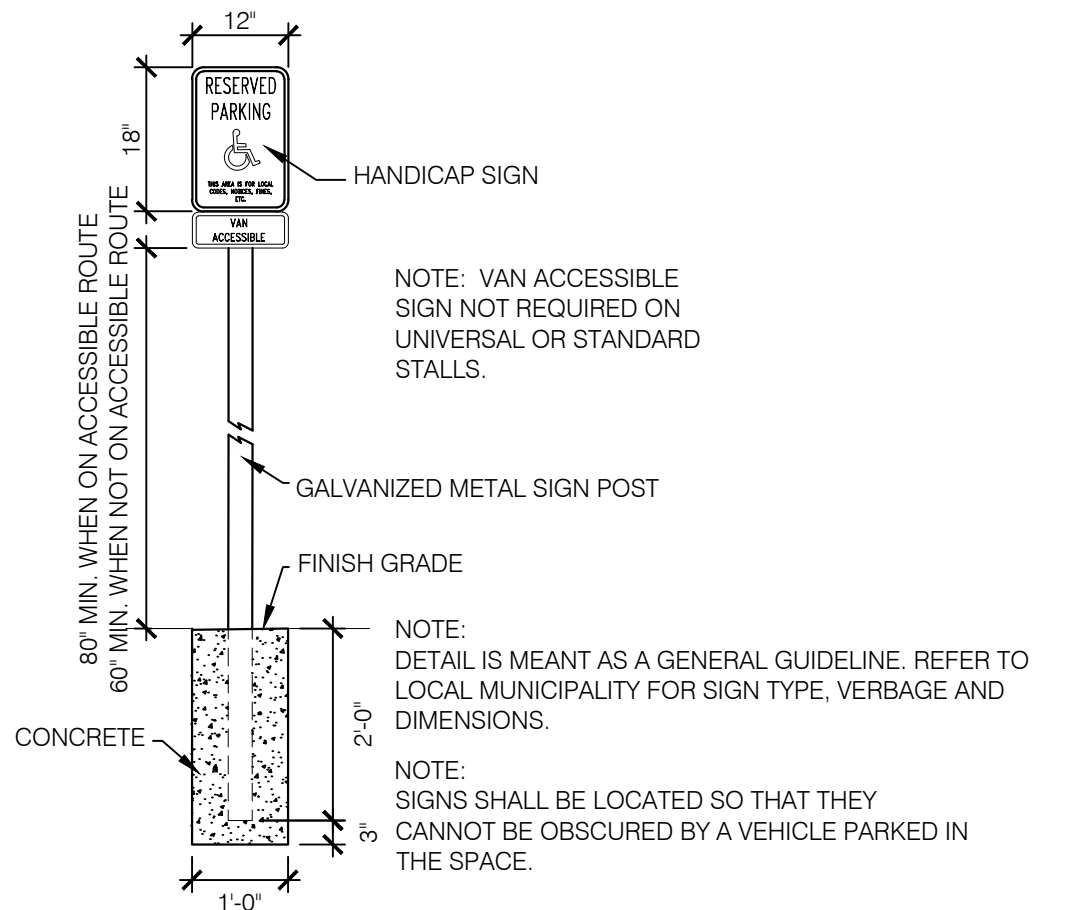 12"
RESERVED
PARKING
THIS AREA IS FOR LOCAL
CODES, NOTICES, FINES,
ETC.
18"
HANDICAP SIGN
VAN
ACCESSIBLE
80" MIN. WHEN ON ACCESSIBLE ROUTE
60" MIN. WHEN NOT ON ACCESSIBLE ROUTE
NOTE: VAN ACCESSIBLE
SIGN NOT REQUIRED ON
UNIVERSAL OR STANDARD
STALLS.
GALVANIZED METAL SIGN POST
FINISH GRADE
NOTE:
DETAIL IS MEANT AS A GENERAL GUIDELINE. REFER TO
LOCAL MUNICIPALITY FOR SIGN TYPE, VERBAGE AND
DIMENSIONS.
CONCRETE
2'-0"
NOTE:
SIGNS SHALL BE LOCATED SO THAT THEY
CANNOT BE OBSCURED BY A VEHICLE PARKED IN
THE SPACE.
3"
1'-0"